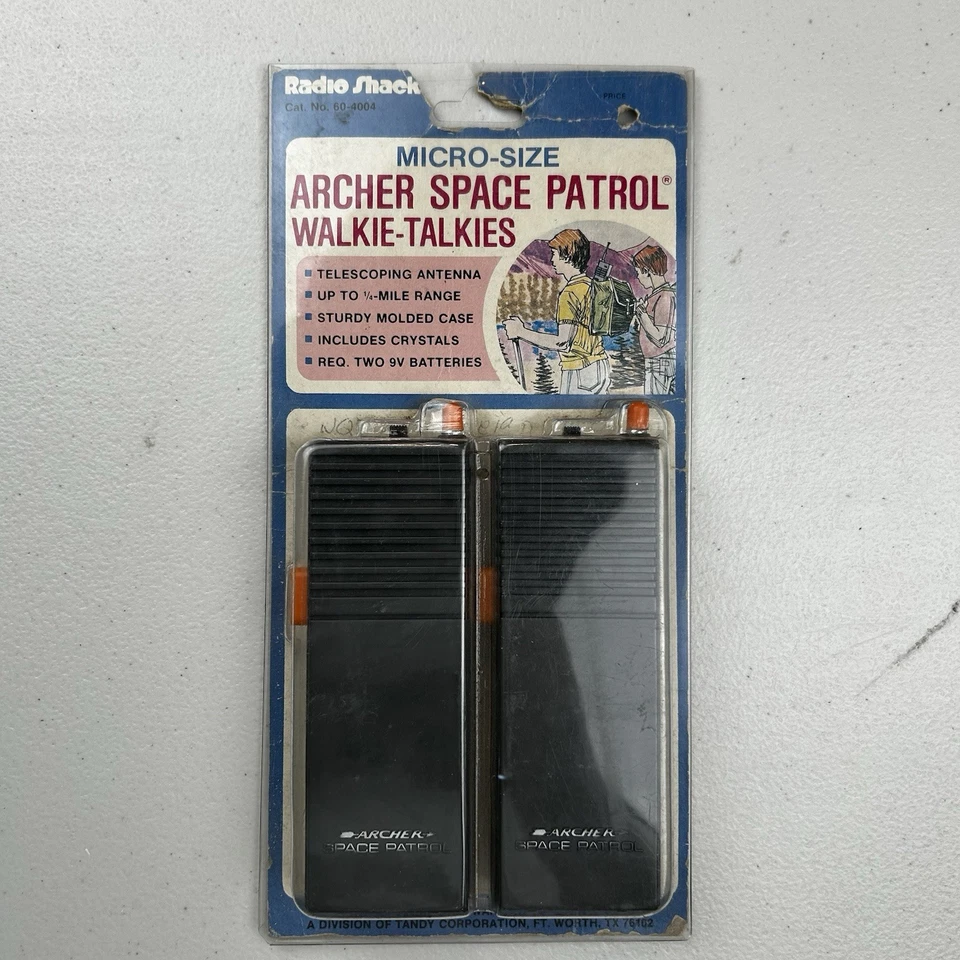 Radio Shack
Cat. No. 60-4004
PRICE
MICRO-SIZE
ARCHER SPACE PATROL®
WALKIE-TALKIES
■ TELESCOPING ANTENNA
■ UP TO ¼-MILE RANGE
■ STURDY MOLDED CASE
■ INCLUDES CRYSTALS
■ REQ. TWO 9V BATTERIES
ARCHER
SPACE PATROL
ARCHER
SPACE PATROL
A DIVISION OF TANDY CORPORATION, FT. WORTH, TX 76102